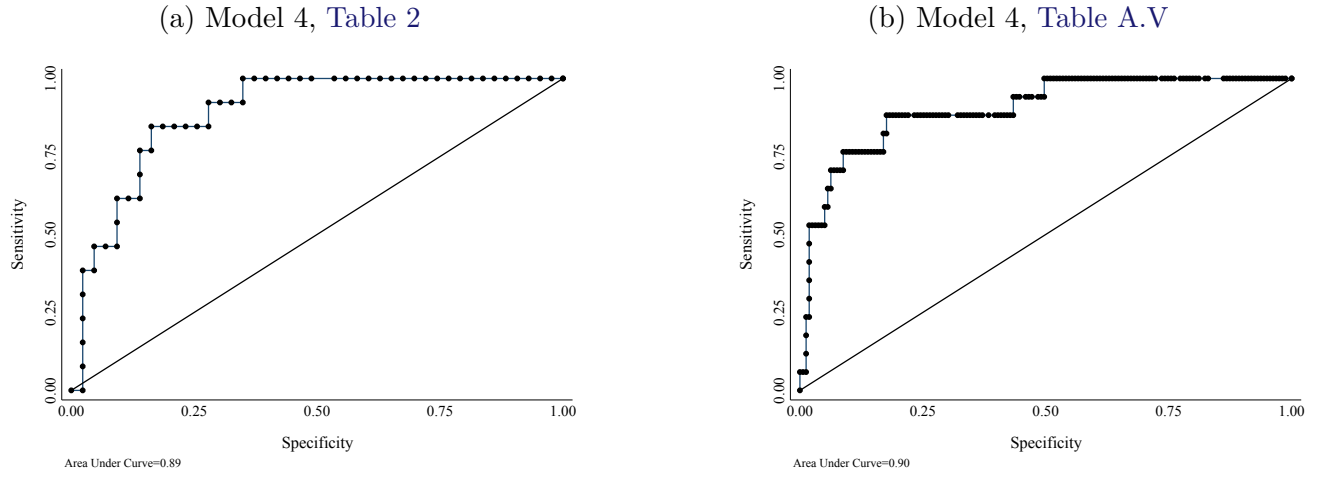 (a) Model 4, Table 2
1.00
0.75
0.50
0.25
0.00
Sensitivity
0.00 0.25 0.50 0.75 1.00
Specificity
Area Under Curve=0.89
(b) Model 4, Table A.V
1.00
0.75
0.50
0.25
0.00
Sensitivity
0.00 0.25 0.50 0.75 1.00
Specificity
Area Under Curve=0.90